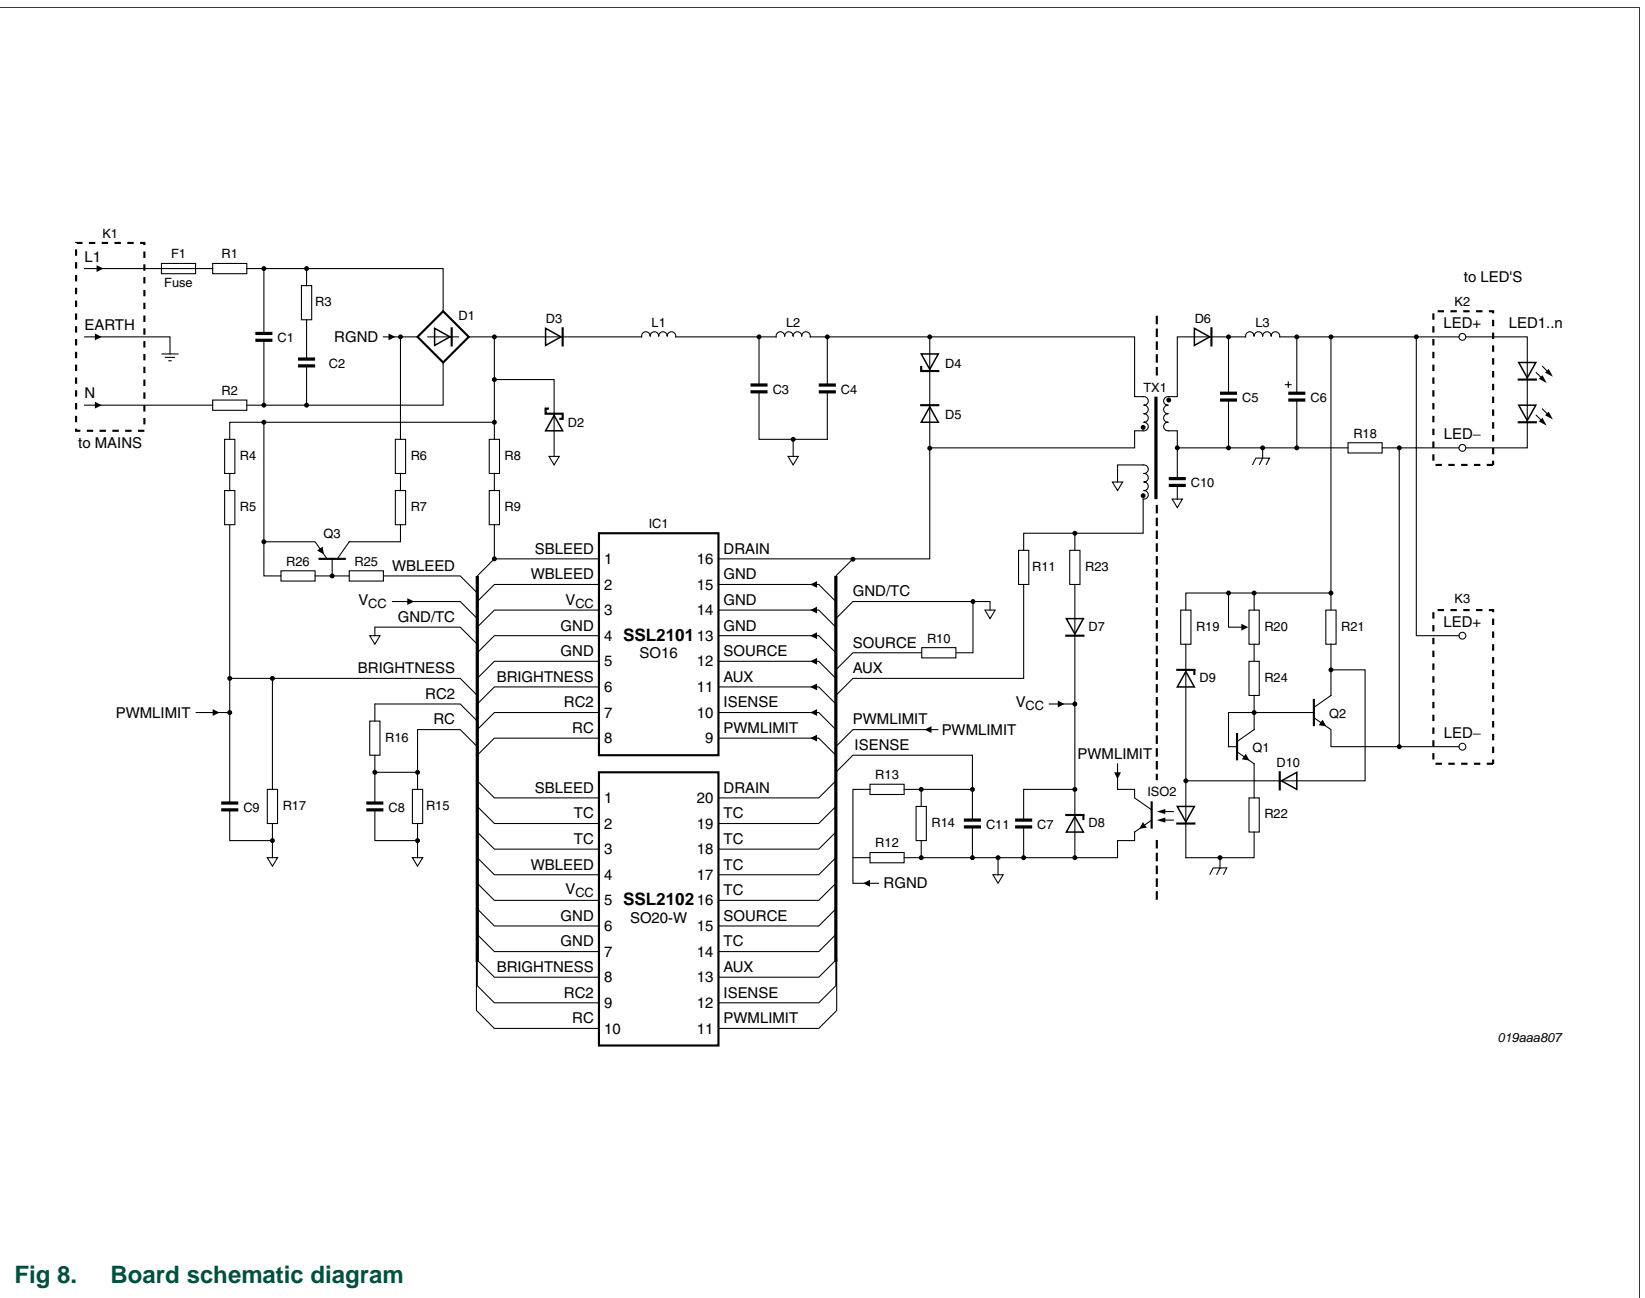 K1
L1
F1
Fuse
R1
EARTH
N
R2
to MAINS
C1
R3
C2
RGND
D1
D3
D2
L1
L2
C3
C4
D4
D5
TX1
D6
L3
C5
+
C6
R18
C10
to LED'S
K2
LED+
LED–
LED1..n
R4
R5
R6
R7
R8
R9
Q3
R26
R25
WBLEED
VCC
GND/TC
BRIGHTNESS
RC2
RC
PWMLIMIT
R16
C9
R17
C8
R15
IC1
SSL2101
SO16
SBLEED 1
WBLEED 2
VCC 3
GND 4
GND 5
BRIGHTNESS 6
RC2 7
RC 8
16 DRAIN
15 GND
14 GND
13 GND
12 SOURCE
11 AUX
10 ISENSE
9 PWMLIMIT
SSL2102
SO20-W
SBLEED 1
TC 2
TC 3
WBLEED 4
VCC 5
GND 6
GND 7
BRIGHTNESS 8
RC2 9
RC 10
20 DRAIN
19 TC
18 TC
17 TC
16 TC
15 SOURCE
14 TC
13 AUX
12 ISENSE
11 PWMLIMIT
GND/TC
SOURCE
R10
AUX
PWMLIMIT
PWMLIMIT
ISENSE
R13
R14
R12
RGND
C11
C7
D8
R11
R23
D7
VCC
PWMLIMIT
ISO2
R19
R20
R21
D9
R24
Q1
Q2
D10
R22
K3
LED+
LED–
019aaa807
Fig 8. Board schematic diagram